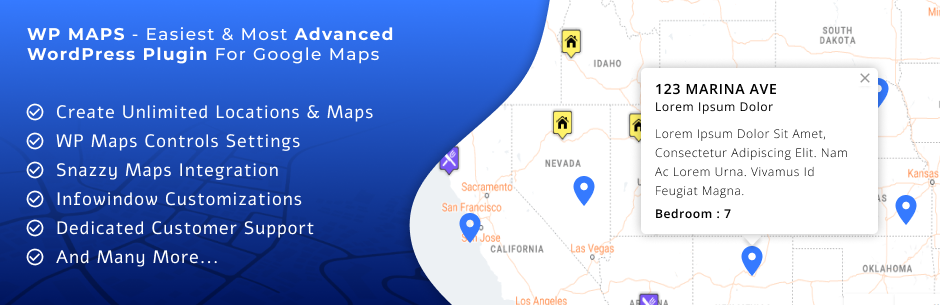 WP MAPS - Easiest & Most Advanced
WordPress Plugin For Google Maps
Create Unlimited Locations & Maps
WP Maps Controls Settings
Snazzy Maps Integration
Infowindow Customizations
Dedicated Customer Support
And Many More...
SOUTH
DAKOTA
IDAHO
123 MARINA AVE
Lorem Ipsum Dolor
Lorem Ipsum Dolor Sit Amet,
Consectetur Adipiscing Elit. Nam
Ac Lorem Urna. Vivamus Id
Feugiat Magna.
Bedroom : 7
NEVADA
Sacramento
San Francisco
Jose
CALIFORNIA
Las Vegas
Los Angeles
Kansas
OKLAHOMA